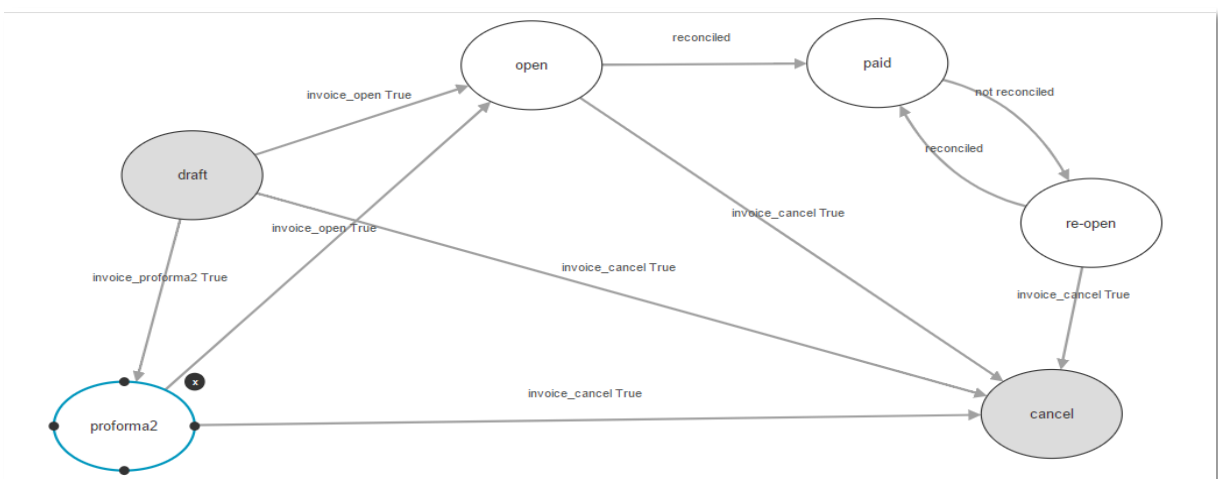 reconciled
open
paid
not reconciled
invoice_open True
reconciled
draft
invoice_cancel True
re-open
invoice_open True
invoice_cancel True
invoice_proforma2 True
invoice_cancel True
x
invoice_cancel True
cancel
proforma2